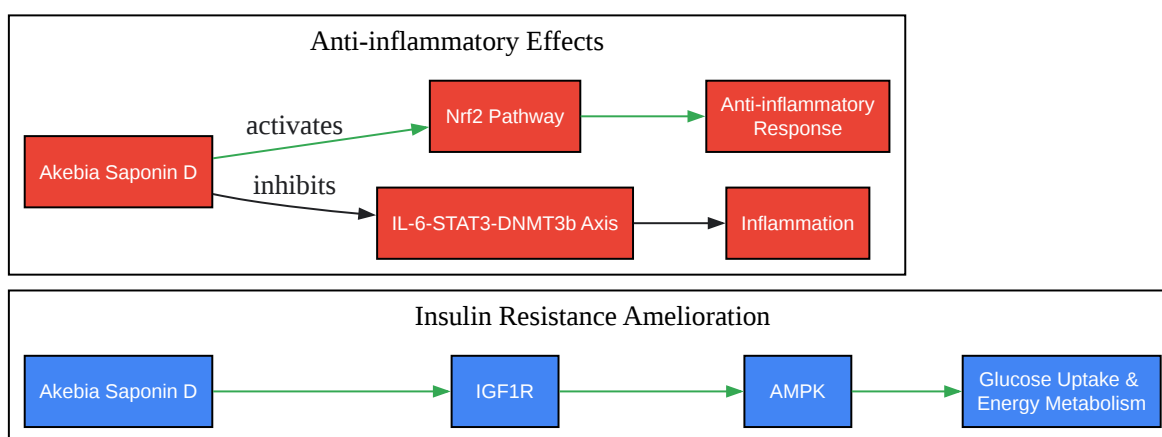 Anti-inflammatory Effects
Akebia Saponin D
activates
Nrf2 Pathway
Anti-inflammatory
Response
inhibits
IL-6-STAT3-DNMT3b Axis
Inflammation
Insulin Resistance Amelioration
Akebia Saponin D
IGF1R
AMPK
Glucose Uptake &
Energy Metabolism